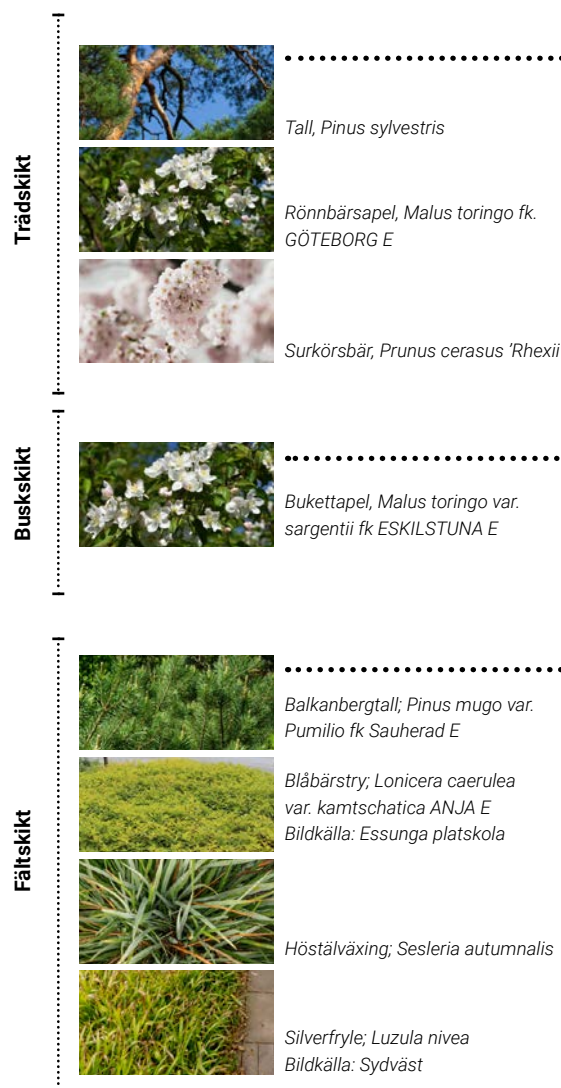 Trädskikt
Tall, Pinus sylvestris
Rönnbärsapel, Malus toringo fk.
GÖTEBORG E
Surkörsbär, Prunus cerasus ’Rhexii
Buskskikt
Bukettapel, Malus toringo var.
sargentii fk ESKILSTUNA E
Fältskikt
Balkanbergtall; Pinus mugo var.
Pumilio fk Sauherad E
Blåbärstry; Lonicera caerulea
var. kamtschatica ANJA E
Bildkälla: Essunga platskola
Höstälväxing; Sesleria autumnalis
Silverfryle; Luzula nivea
Bildkälla: Sydväst